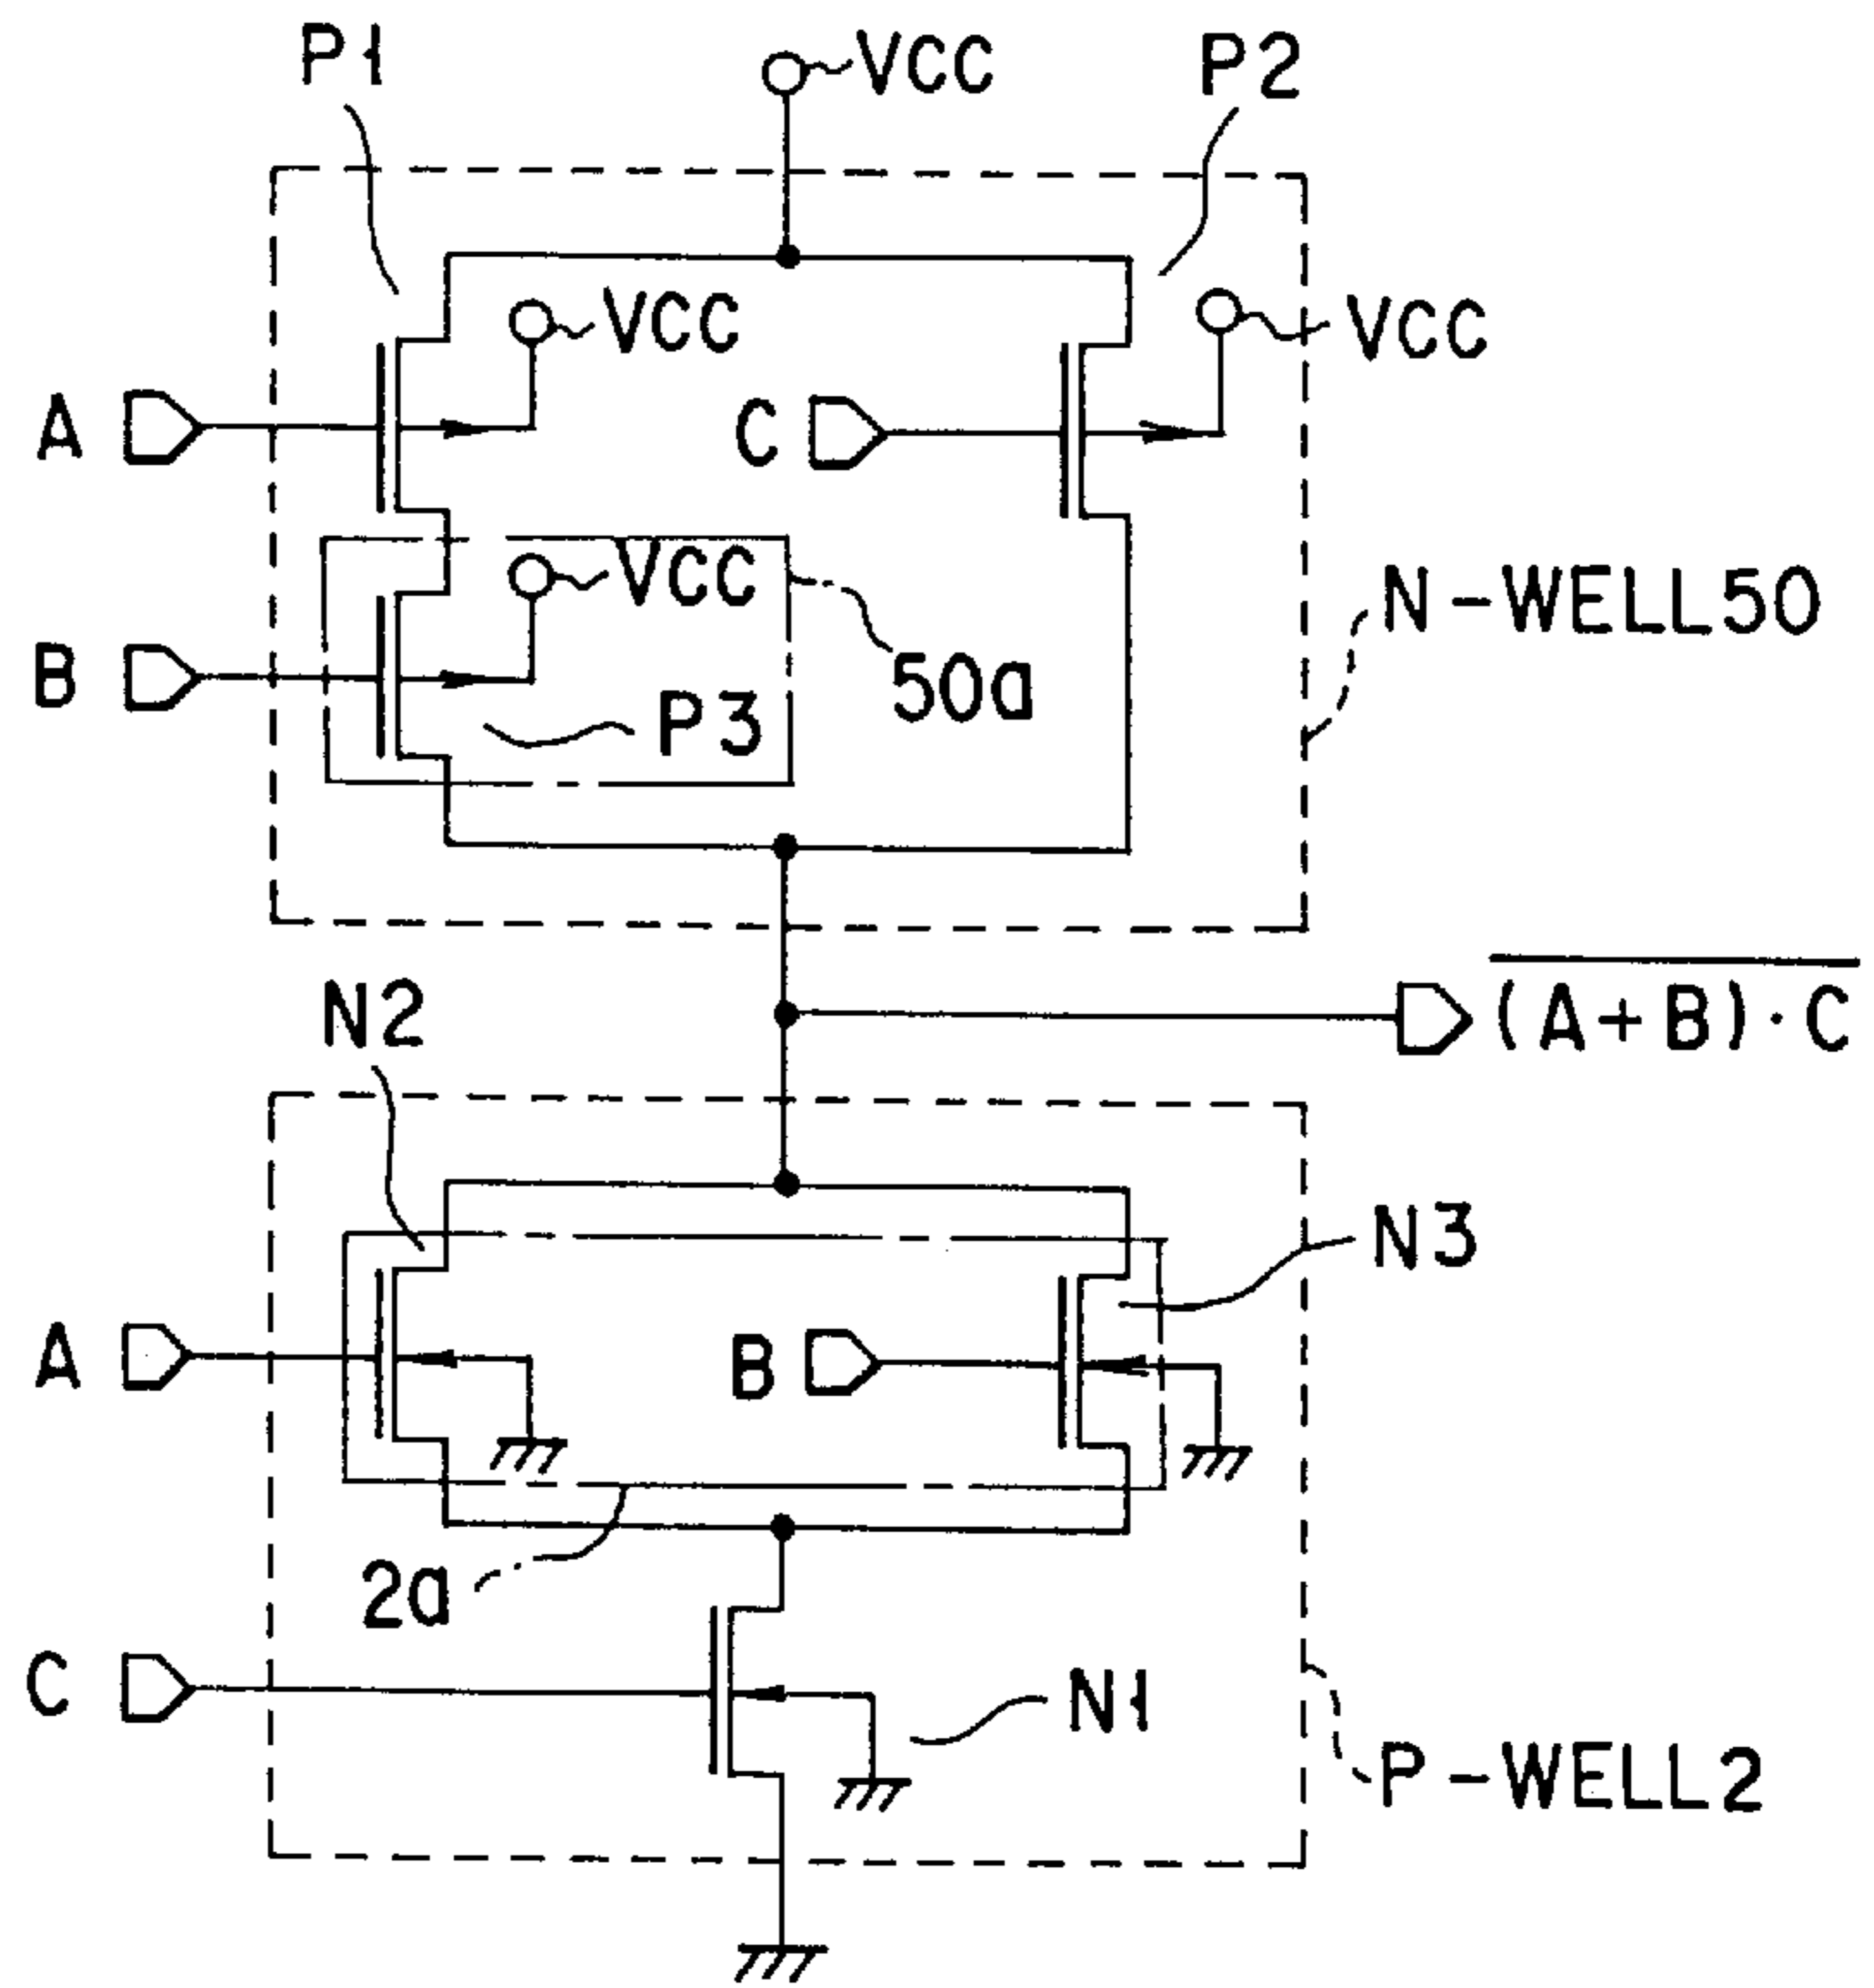 P1
VCC
P2
VCC
VCC
A
C
VCC
N-WELL50
B
50a
P3
(A+B)·C
N2
N3
A
B
2a
C
N1
P-WELL2